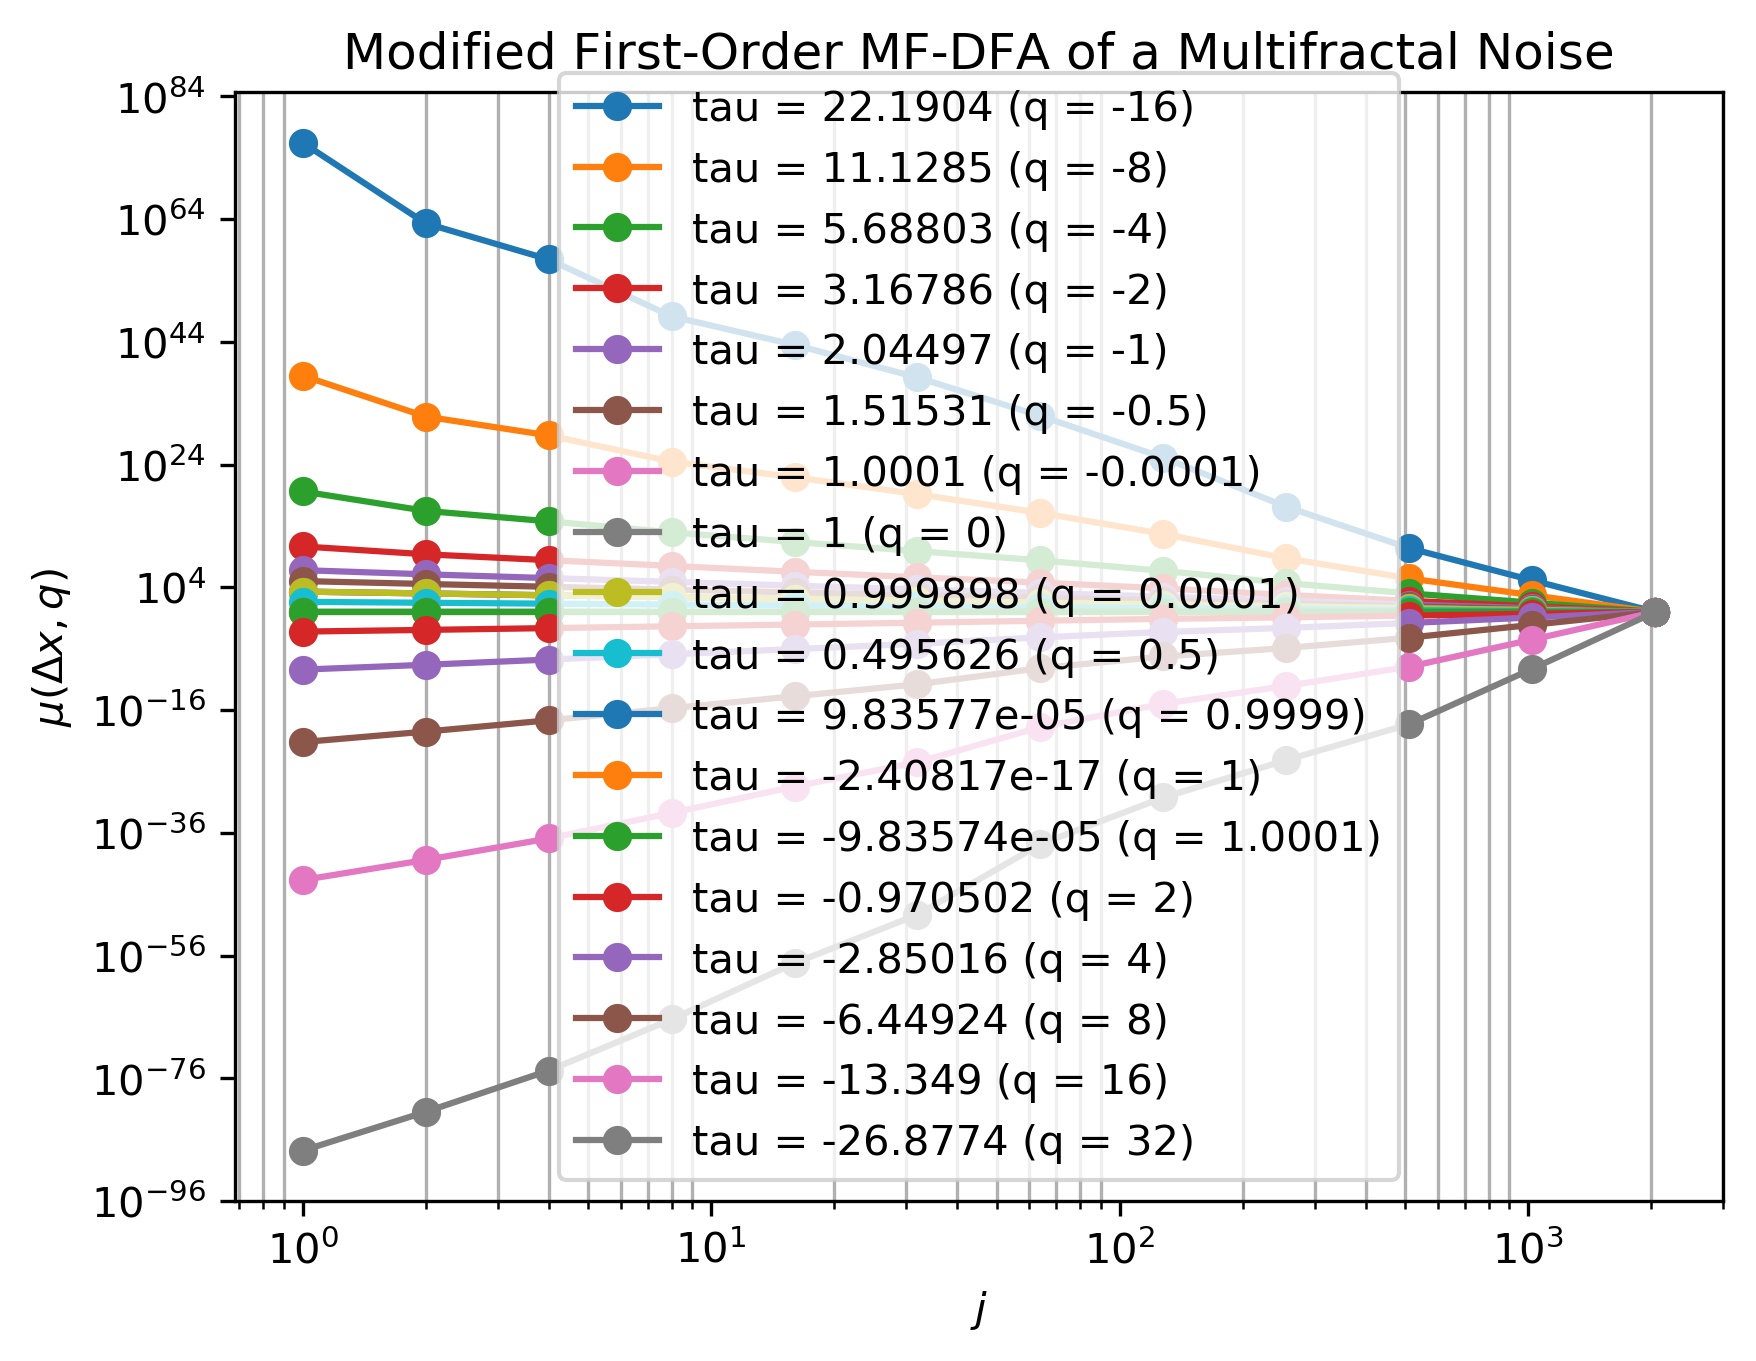 Modified First-Order MF-DFA of a Multifractal Noise
10^84
10^64
10^44
10^24
10^4
10^−16
10^−36
10^−56
10^−76
10^−96
μ(Δx, q)
tau = 22.1904 (q = -16)
tau = 11.1285 (q = -8)
tau = 5.68803 (q = -4)
tau = 3.16786 (q = -2)
tau = 2.04497 (q = -1)
tau = 1.51531 (q = -0.5)
tau = 1.0001 (q = -0.0001)
tau = 1 (q = 0)
tau = 0.999898 (q = 0.0001)
tau = 0.495626 (q = 0.5)
tau = 9.83577e-05 (q = 0.9999)
tau = -2.40817e-17 (q = 1)
tau = -9.83574e-05 (q = 1.0001)
tau = -0.970502 (q = 2)
tau = -2.85016 (q = 4)
tau = -6.44924 (q = 8)
tau = -13.349 (q = 16)
tau = -26.8774 (q = 32)
10^0 10^1 10^2 10^3
j